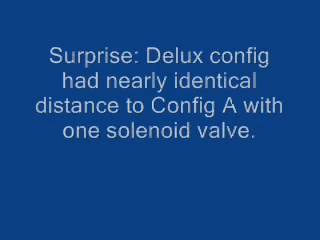 Surprise: Delux config
had nearly identical
distance to Config A with
one solenoid valve.